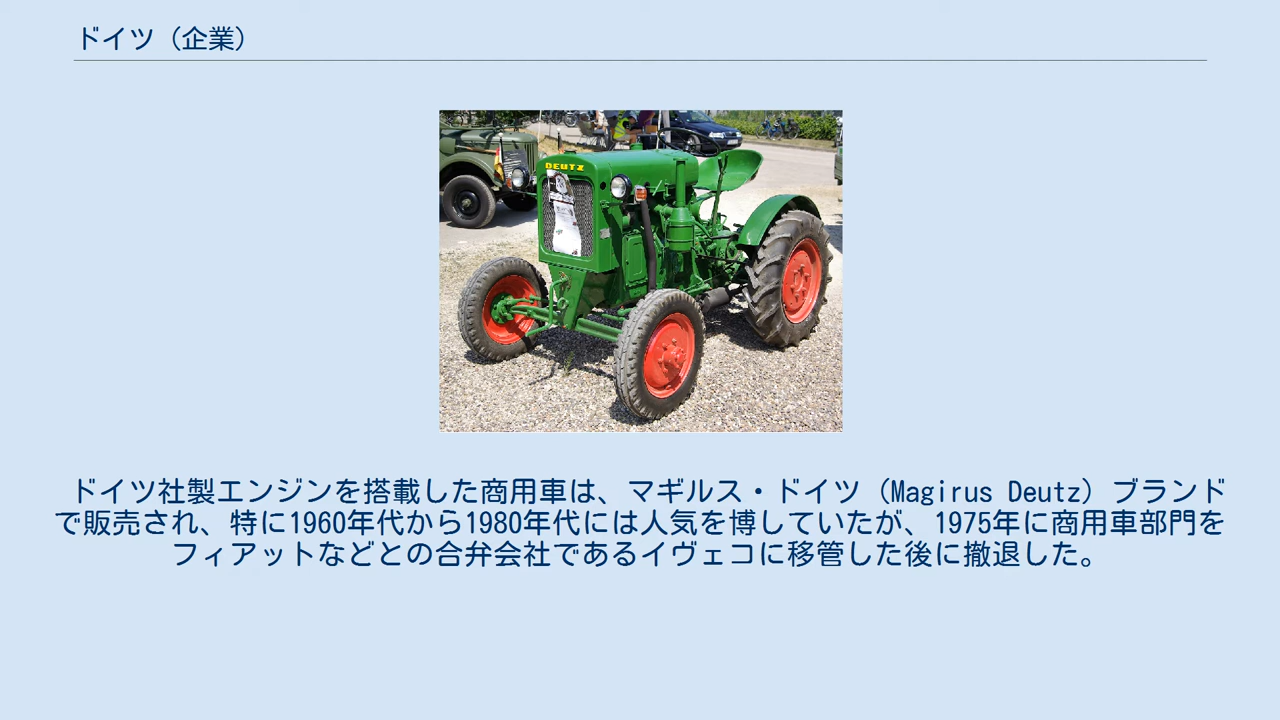 ドイツ（企業）
DEUTZ
ドイツ社製エンジンを搭載した商用車は、マギルス・ドイツ（Magirus Deutz）ブランド
で販売され、特に1960年代から1980年代には人気を博していたが、1975年に商用車部門を
フィアットなどとの合弁会社であるイヴェコに移管した後に撤退した。